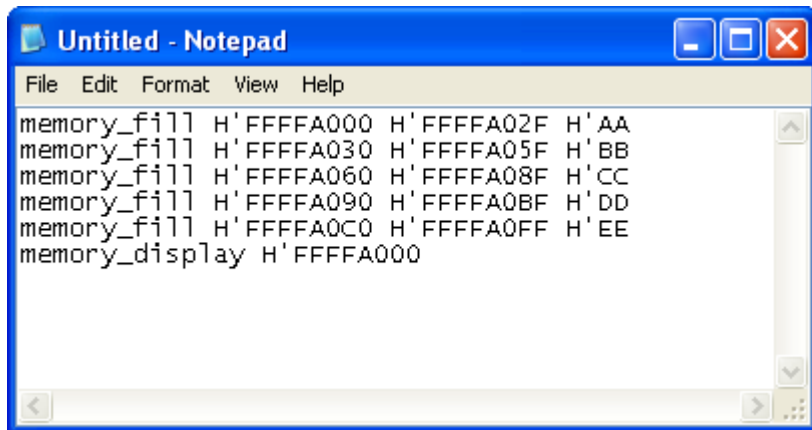 Untitled - Notepad
File Edit Format View Help
memory_fill H'FFFFA000 H'FFFFA02F H'AA
memory_fill H'FFFFA030 H'FFFFA05F H'BB
memory_fill H'FFFFA060 H'FFFFA08F H'CC
memory_fill H'FFFFA090 H'FFFFA0BF H'DD
memory_fill H'FFFFA0C0 H'FFFFA0FF H'EE
memory_display H'FFFFA000